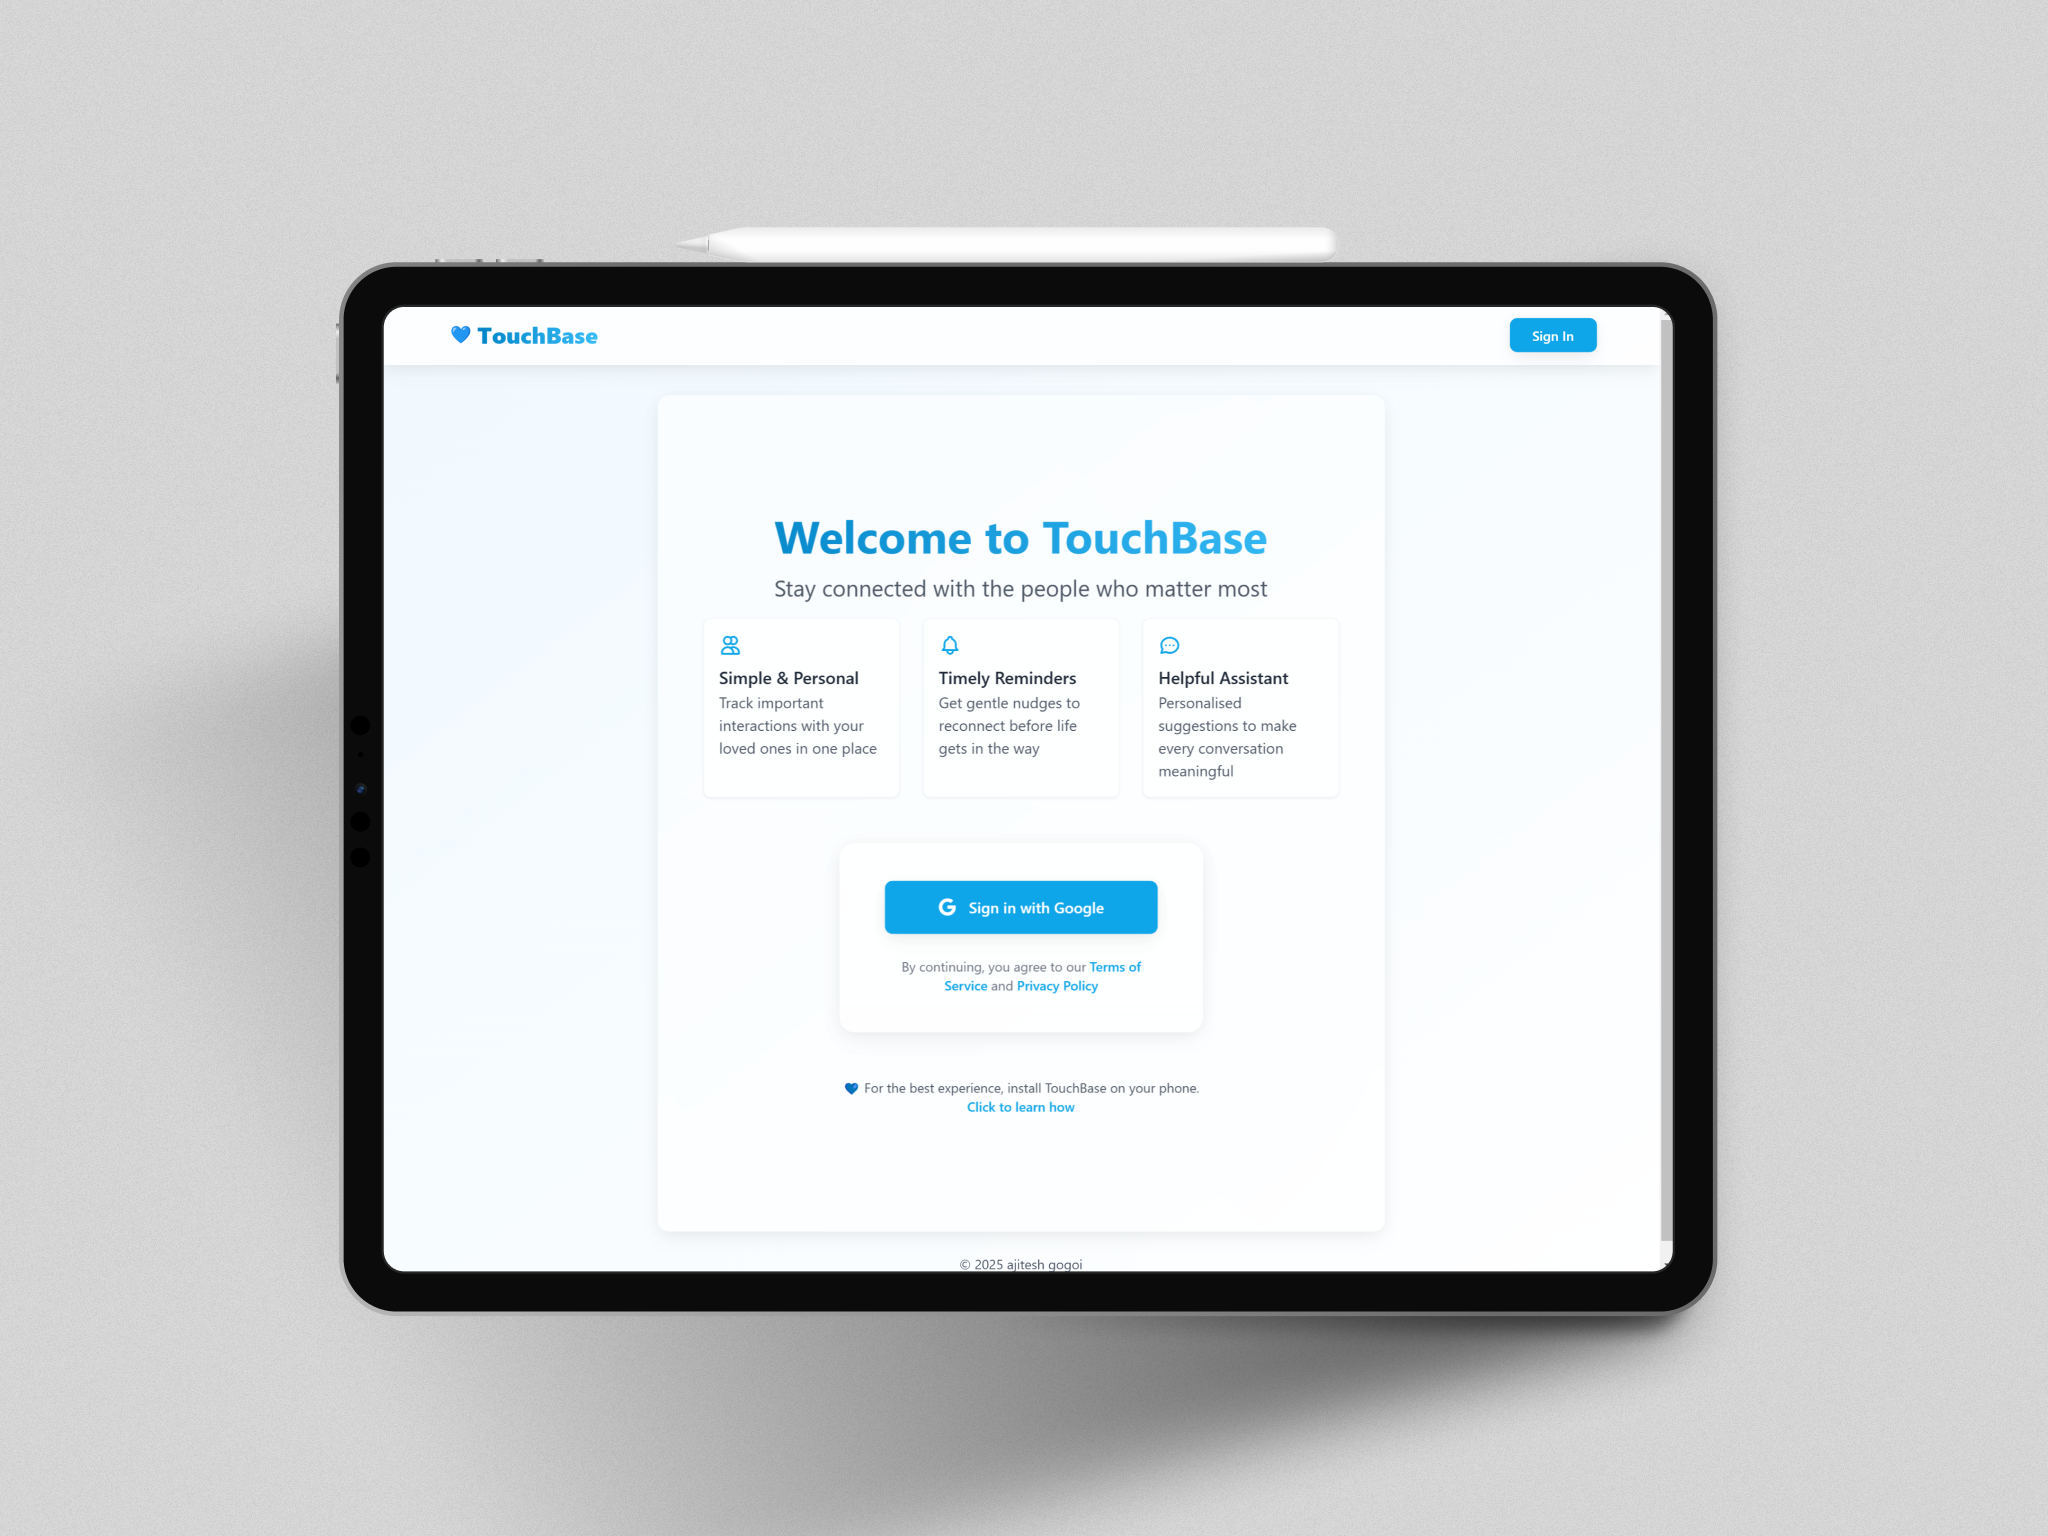 💙 TouchBase
Sign In
Welcome to TouchBase
Stay connected with the people who matter most
Simple & Personal
Track important
interactions with your
loved ones in one place
Timely Reminders
Get gentle nudges to
reconnect before life
gets in the way
Helpful Assistant
Personalised
suggestions to make
every conversation
meaningful
G Sign in with Google
By continuing, you agree to our Terms of
Service and Privacy Policy
💙 For the best experience, install TouchBase on your phone.
Click to learn how
© 2025 ajitesh gogoi